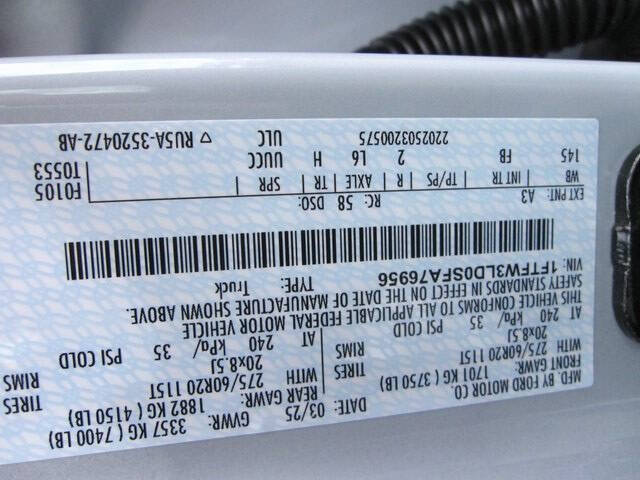 MFD BY FORD MOTOR CO.
DATE: 03/25 GVWR: 3357 KG ( 7400 LB)
FRONT GAWR: 1701 KG ( 3750 LB) REAR GAWR: 1882 KG ( 4150 LB)
WITH 275/60R20 115T TIRES WITH 275/60R20 115T TIRES
20x8.5J RIMS 20x8.5J RIMS
AT 240 kPa/ 35 PSI COLD AT 240 kPa/ 35 PSI COLD
THIS VEHICLE CONFORMS TO ALL APPLICABLE FEDERAL MOTOR VEHICLE
SAFETY STANDARDS IN EFFECT ON THE DATE OF MANUFACTURE SHOWN ABOVE.
VIN: 1FTFW3LD0SFA76956 TYPE: Truck
EXT PNT: A3 RC: 58 DSO: F0105 T0553
WB INT TR TP/PS R AXLE TR SPR
145 FB 2 L6 H UUCC
2202503200575 ULC ▽ RU5A-3520472-AB